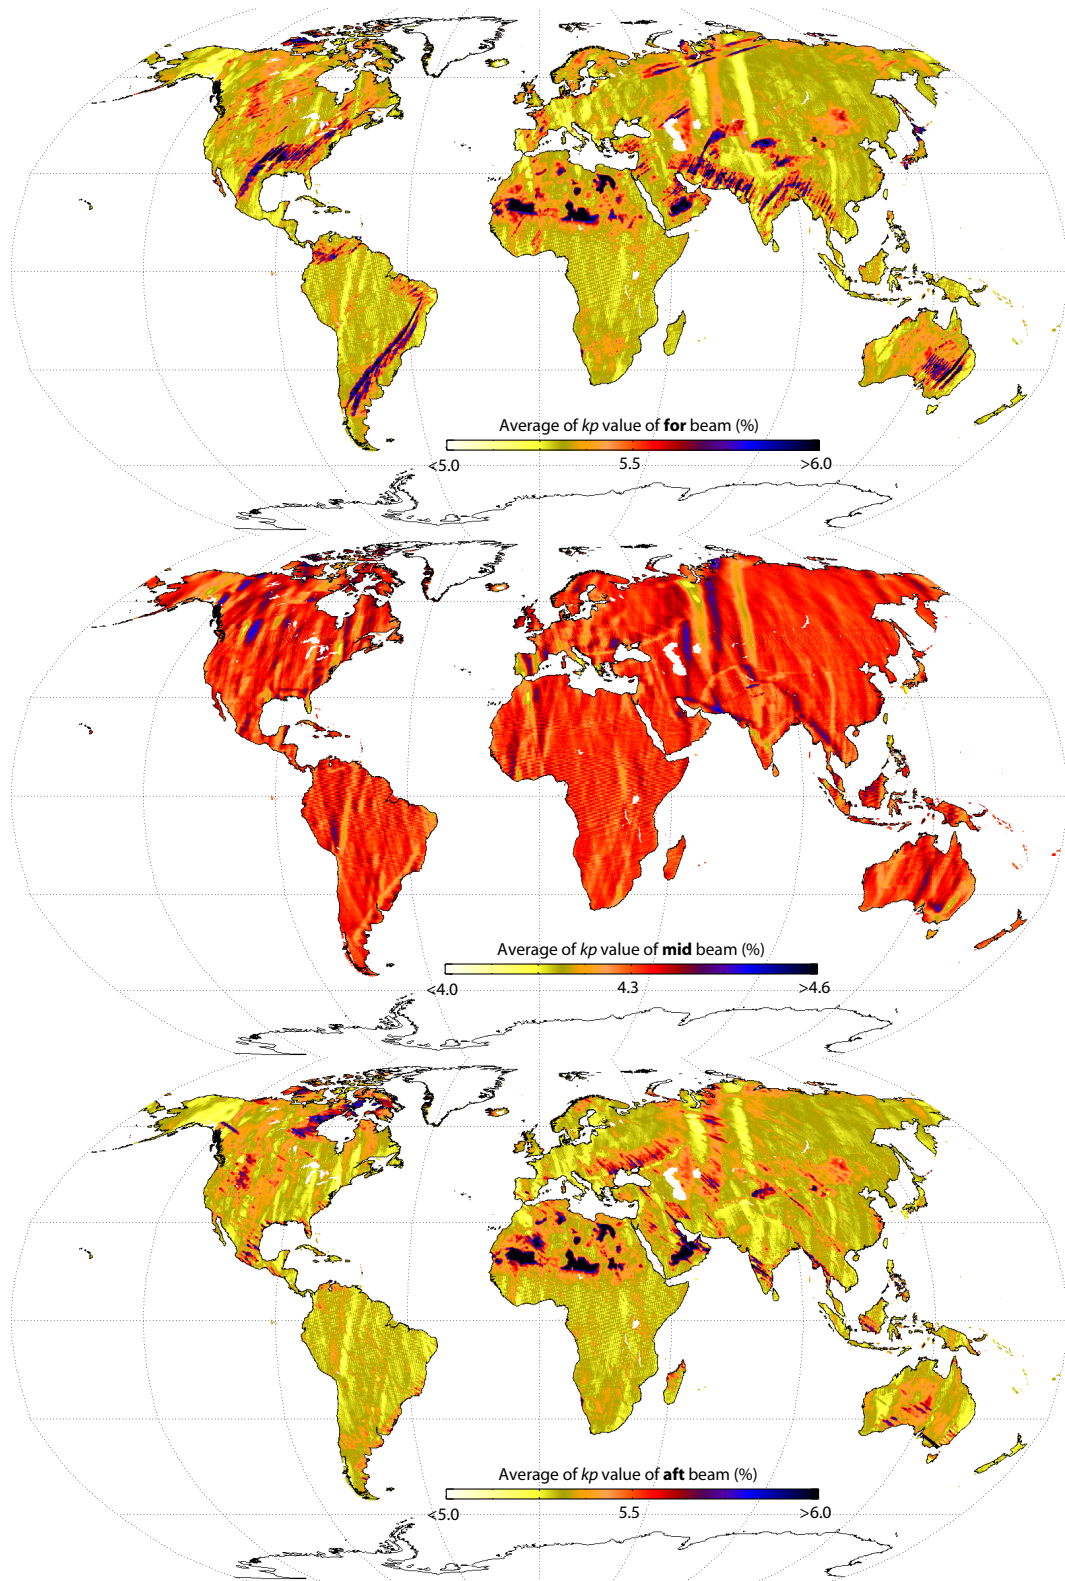 Average of kp value of for beam (%)
<5.0 5.5 >6.0
Average of kp value of mid beam (%)
<4.0 4.3 >4.6
Average of kp value of aft beam (%)
<5.0 5.5 >6.0